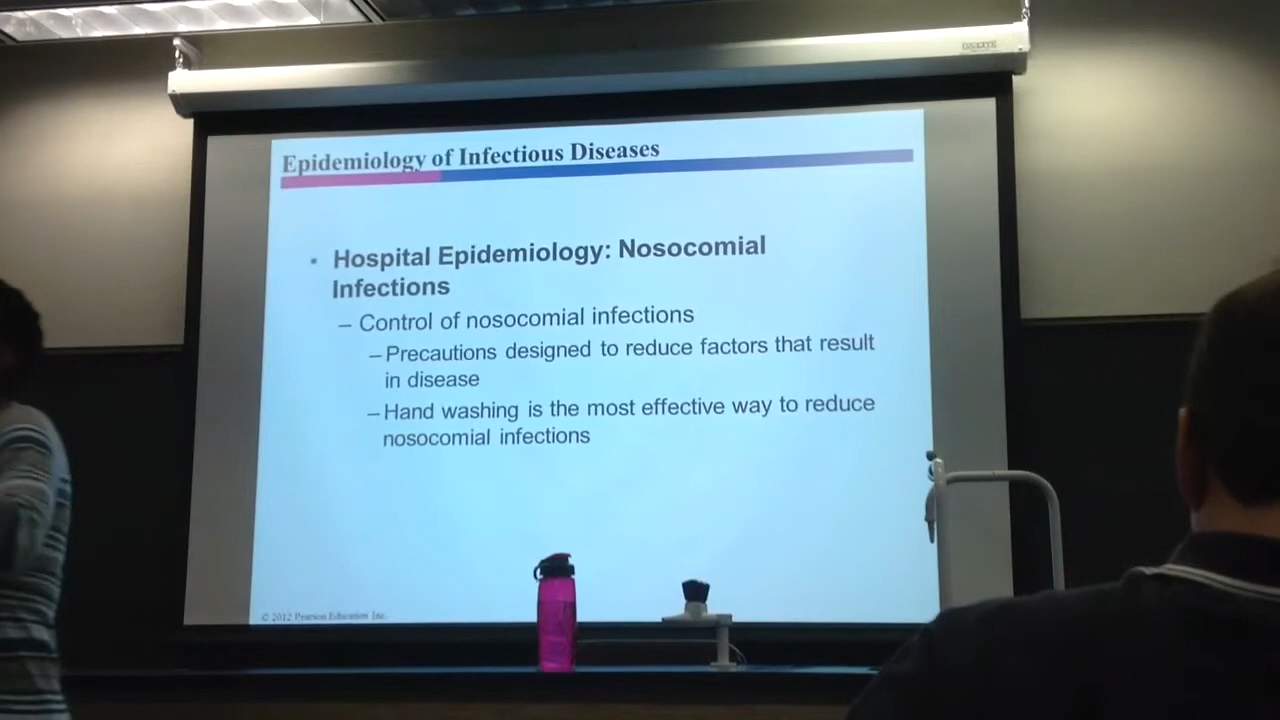 Epidemiology of Infectious Diseases
• Hospital Epidemiology: Nosocomial
Infections
– Control of nosocomial infections
– Precautions designed to reduce factors that result
in disease
– Hand washing is the most effective way to reduce
nosocomial infections
© 2012 Pearson Education Inc.